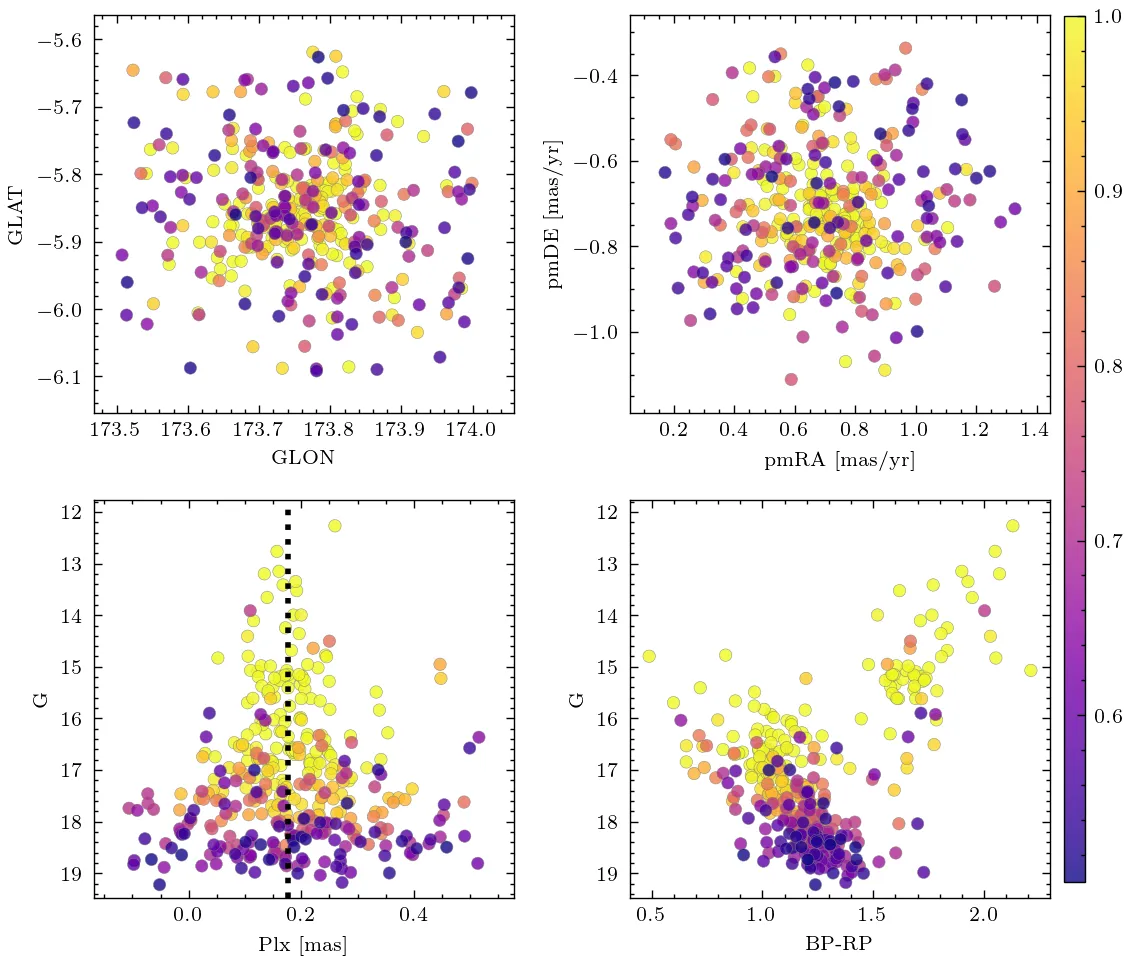 −5.6
−5.7
−5.8
−5.9
−6.0
−6.1
GLAT
173.5 173.6 173.7 173.8 173.9 174.0
GLON
−0.4
−0.6
−0.8
−1.0
pmDE [mas/yr]
0.2 0.4 0.6 0.8 1.0 1.2 1.4
pmRA [mas/yr]
1.0
0.9
0.8
0.7
0.6
12
13
14
15
16
17
18
19
G
0.0 0.2 0.4
Plx [mas]
12
13
14
15
16
17
18
19
G
0.5 1.0 1.5 2.0
BP-RP